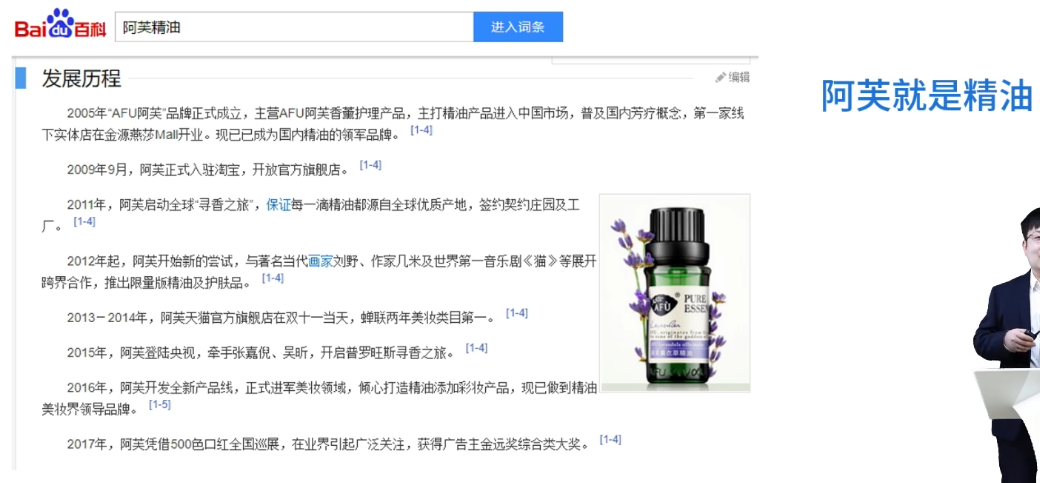 Bai du 百科
阿芙精油
进入词条
阿芙就是精油
发展历程
编辑
2005年“AFU阿芙”品牌正式成立，主营AFU阿芙香薰护理产品，主打精油产品进入中国市场，普及国内芳疗概念，第一家线
下实体店在金源燕莎Mall开业。现已已成为国内精油的领军品牌。 [1-4]
2009年9月，阿芙正式入驻淘宝，开放官方旗舰店。 [1-4]
2011年，阿芙启动全球“寻香之旅”，保证每一滴精油都源自全球优质产地，签约契约庄园及工
厂。 [1-4]
2012年起，阿芙开始新的尝试，与著名当代画家刘野、作家几米及世界第一音乐剧《猫》等展开
跨界合作，推出限量版精油及护肤品。 [1-4]
2013－2014年，阿芙天猫官方旗舰店在双十一当天，蝉联两年美妆类目第一。 [1-4]
2015年，阿芙登陆央视，牵手张嘉倪、吴昕，开启普罗旺斯寻香之旅。 [1-4]
2016年，阿芙开发全新产品线，正式进军美妆领域，倾心打造精油添加彩妆产品，现已做到精油
美妆界领导品牌。 [1-5]
2017年，阿芙凭借500色口红全国巡展，在业界引起广泛关注，获得广告主金远奖综合类大奖。 [1-4]
AFU
PURE
ESSE
Lavender